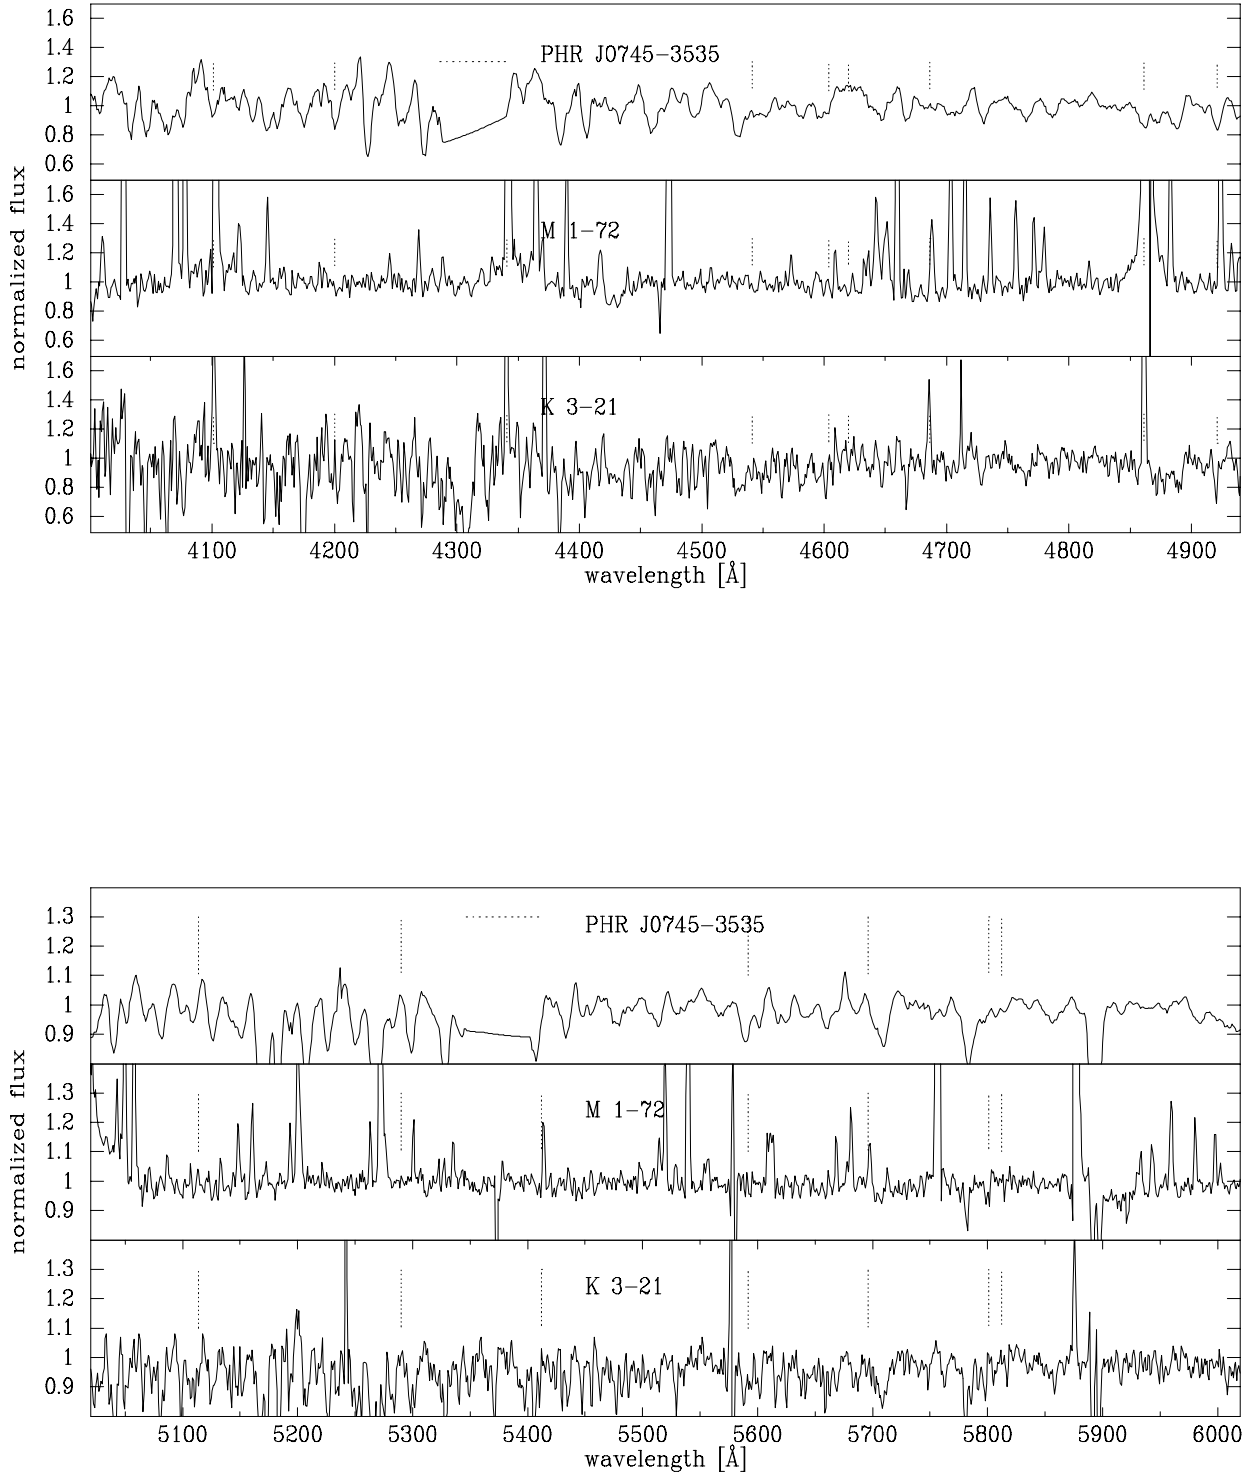 1.6
1.4
1.2
1
0.8
0.6
PHR J0745−3535
1.6
1.4
1.2
1
0.8
0.6
M 1−72
1.6
1.4
1.2
1
0.8
0.6
K 3−21
normalized flux
4100 4200 4300 4400 4500 4600 4700 4800 4900
wavelength [Å]
1.3
1.2
1.1
1
0.9
PHR J0745−3535
1.3
1.2
1.1
1
0.9
M 1−72
1.3
1.2
1.1
1
0.9
K 3−21
normalized flux
5100 5200 5300 5400 5500 5600 5700 5800 5900 6000
wavelength [Å]